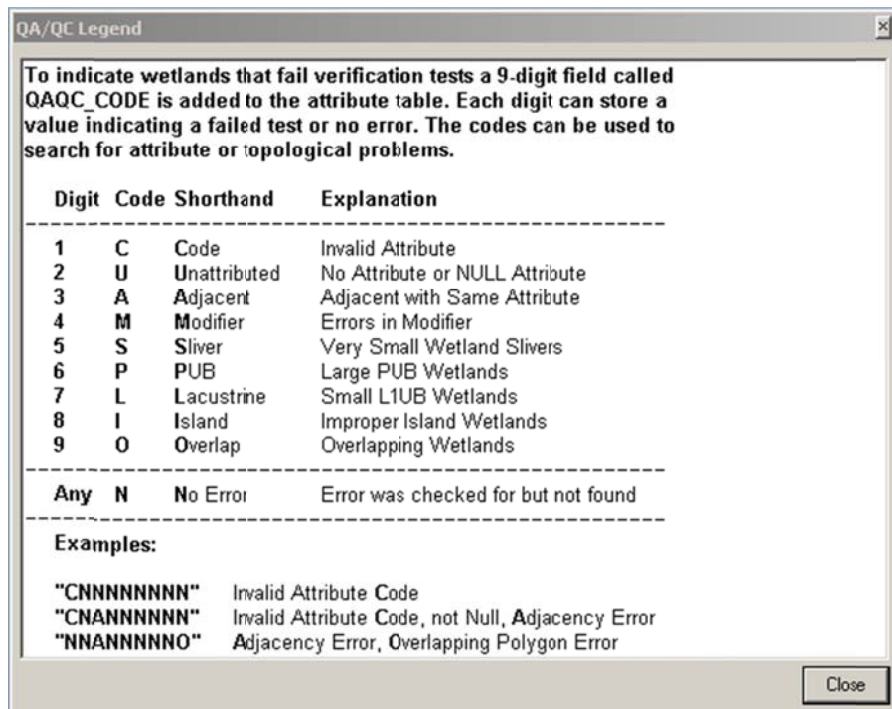 QA/QC Legend
To indicate wetlands that fail verification tests a 9-digit field called
QAQC_CODE is added to the attribute table. Each digit can store a
value indicating a failed test or no error. The codes can be used to
search for attribute or topological problems.
Digit Code Shorthand Explanation
1 C Code Invalid Attribute
2 U Unattributed No Attribute or NULL Attribute
3 A Adjacent Adjacent with Same Attribute
4 M Modifier Errors in Modifier
5 S Sliver Very Small Wetland Slivers
6 P PUB Large PUB Wetlands
7 L Lacustrine Small L1UB Wetlands
8 I Island Improper Island Wetlands
9 O Overlap Overlapping Wetlands
Any N No Error Error was checked for but not found
Examples:
"CNNNNNNNN" Invalid Attribute Code
"CNANNNNNN" Invalid Attribute Code, not Null, Adjacency Error
"NNANNNNNO" Adjacency Error, Overlapping Polygon Error
Close